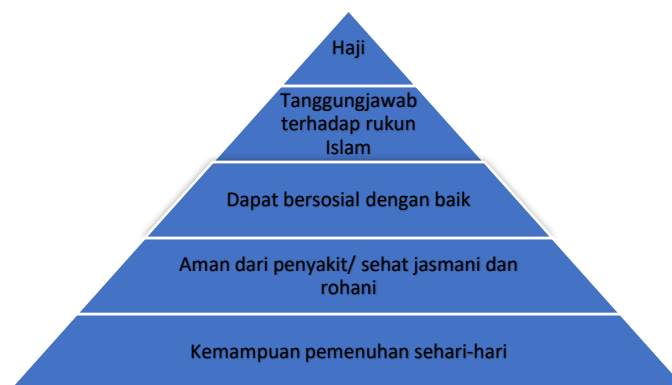 Haji
Tanggungjawab
terhadap rukun
Islam
Dapat bersosial dengan baik
Aman dari penyakit/ sehat jasmani dan
rohani
Kemampuan pemenuhan sehari-hari